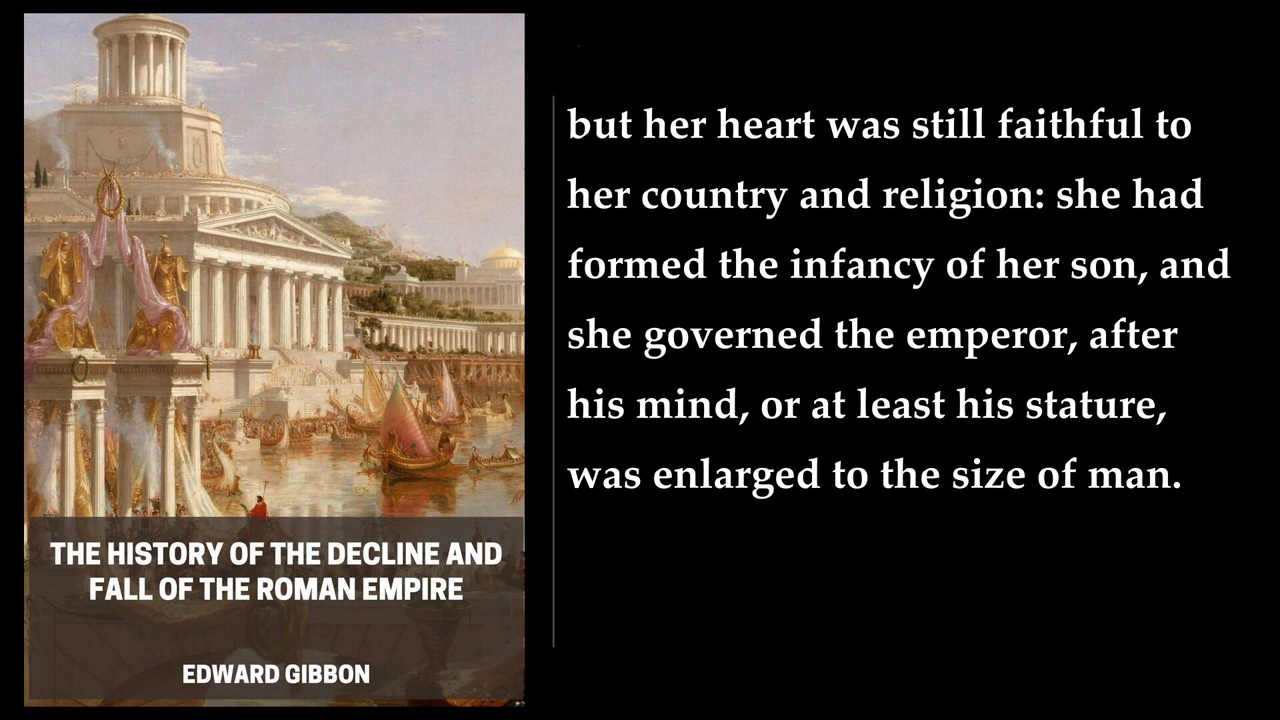 but her heart was still faithful to
her country and religion: she had
formed the infancy of her son, and
she governed the emperor, after
his mind, or at least his stature,
was enlarged to the size of man.
THE HISTORY OF THE DECLINE AND
FALL OF THE ROMAN EMPIRE
EDWARD GIBBON